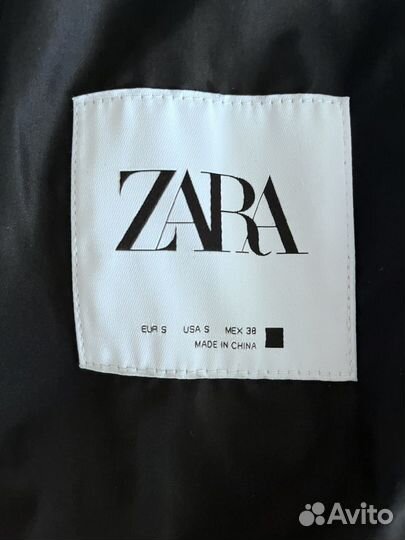 ZARA
EUR S USA S MEX 38
MADE IN CHINA
Avito